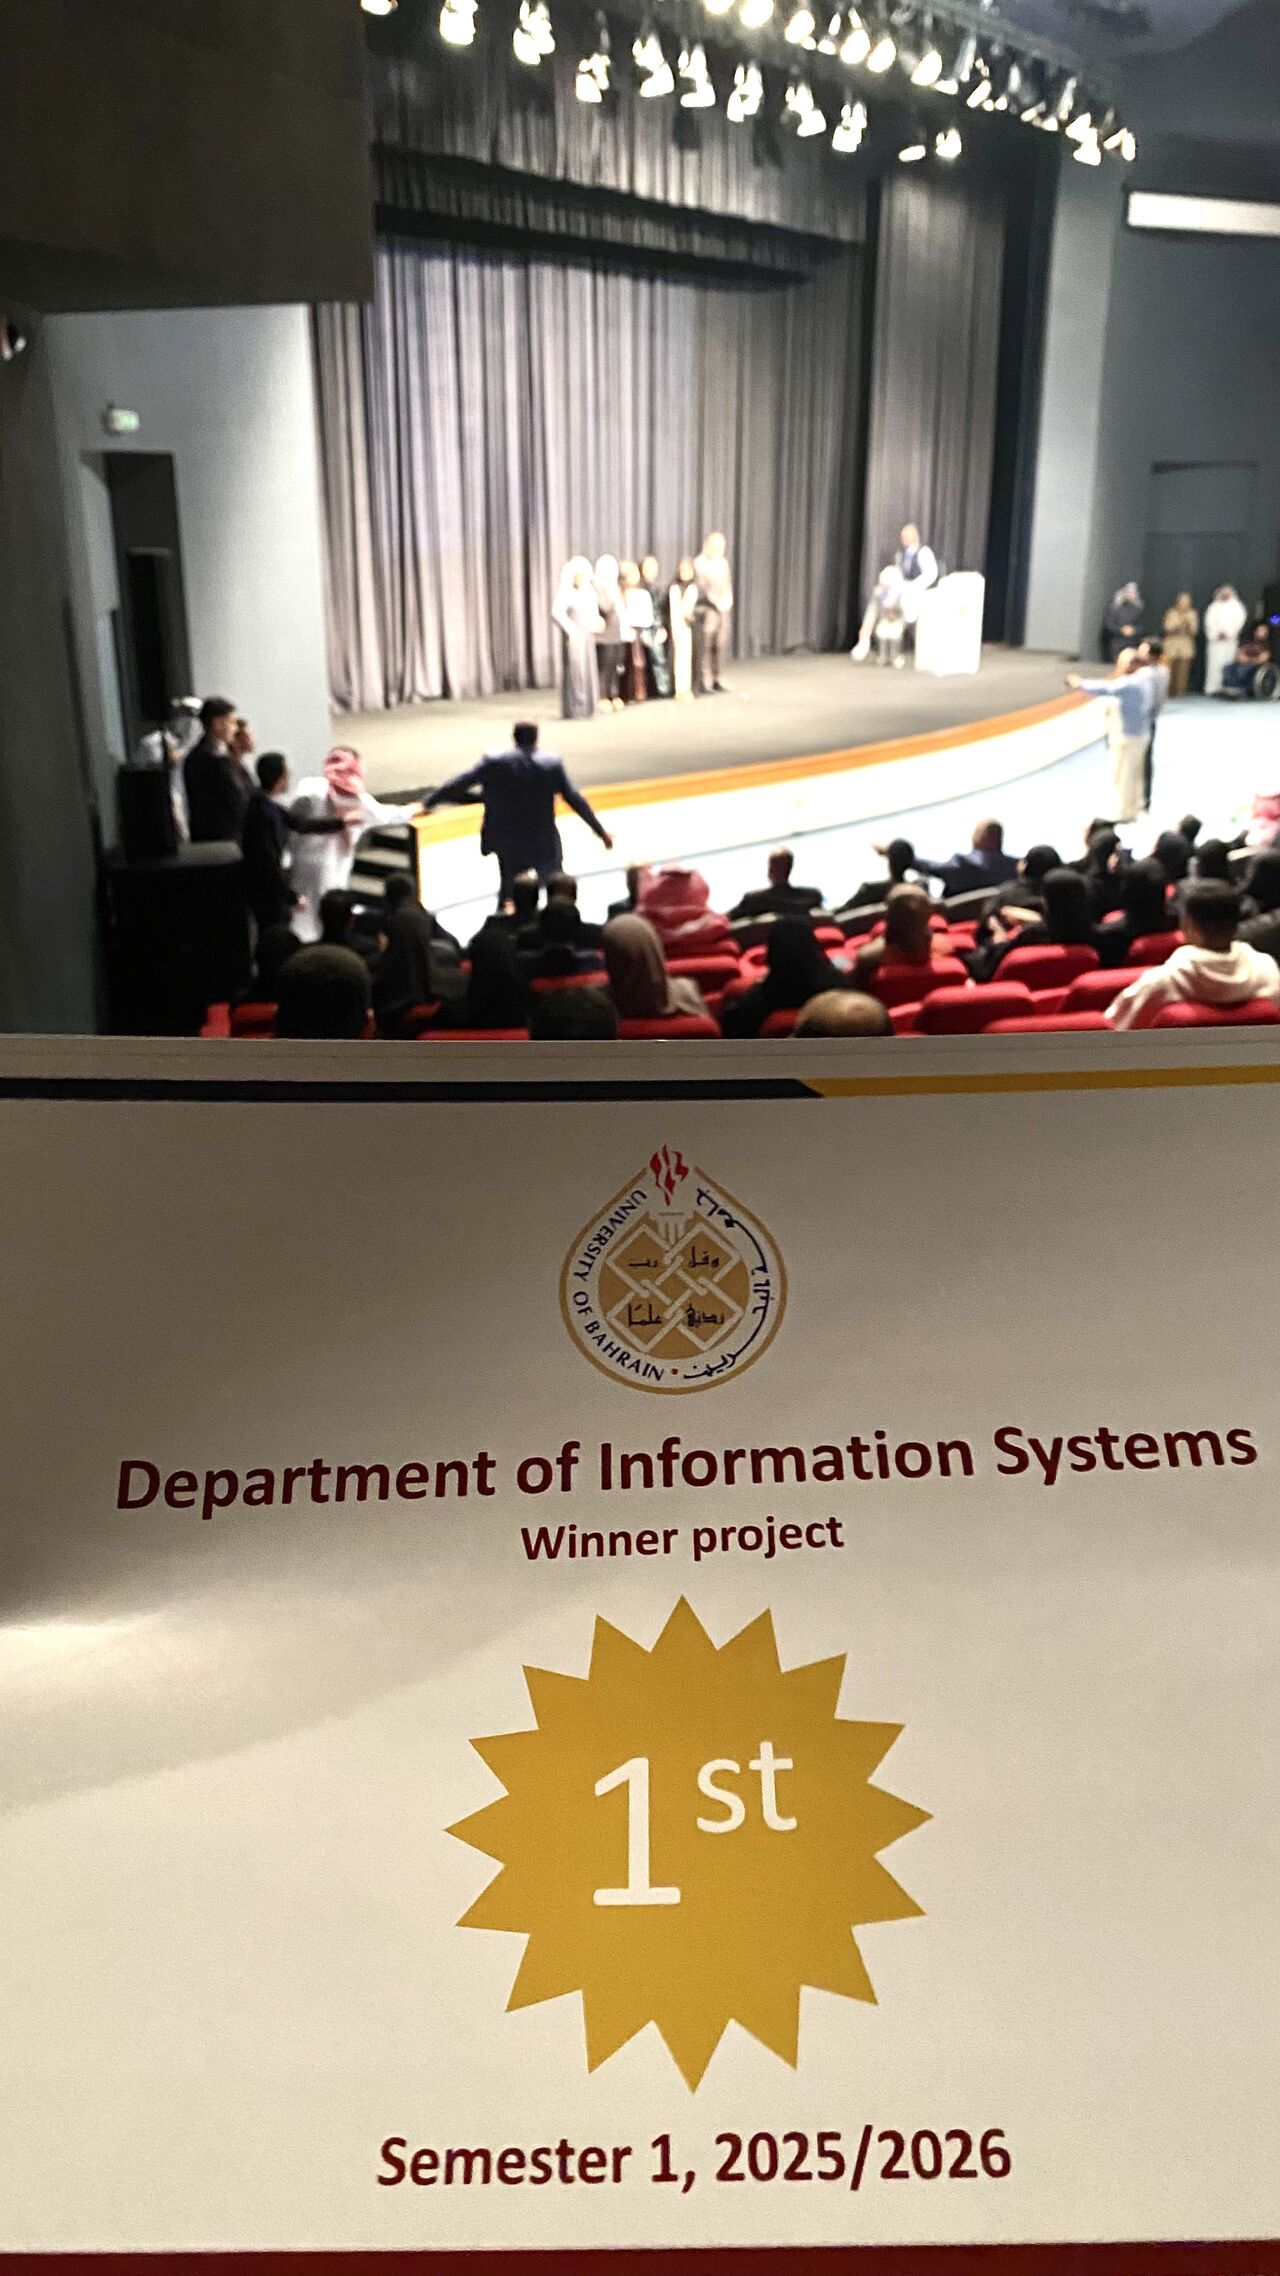 UNIVERSITY OF BAHRAIN • جامعة البحرين
وقل رب
زدني علمًا
Department of Information Systems
Winner project
1st
Semester 1, 2025/2026